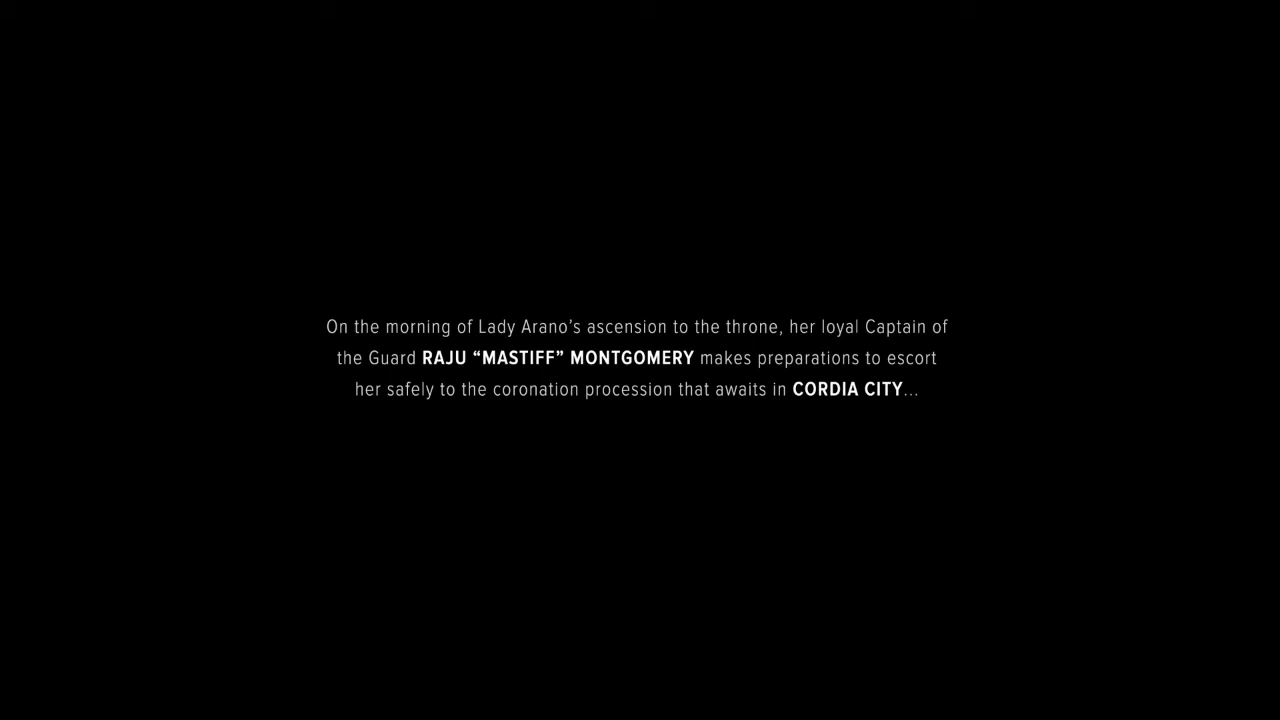 On the morning of Lady Arano’s ascension to the throne, her loyal Captain of
the Guard RAJU “MASTIFF” MONTGOMERY makes preparations to escort
her safely to the coronation procession that awaits in CORDIA CITY...